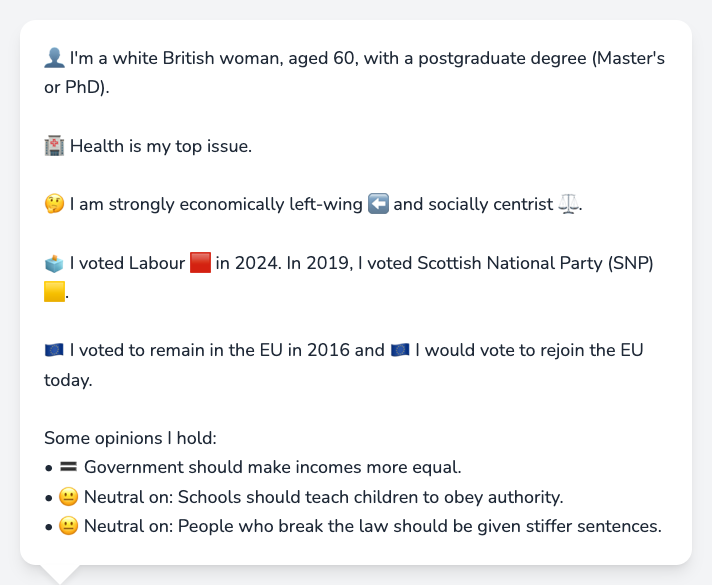 👤 I'm a white British woman, aged 60, with a postgraduate degree (Master's
or PhD).
🏥 Health is my top issue.
🤔 I am strongly economically left-wing ⬅️ and socially centrist ⚖️.
🗳️ I voted Labour 🟥 in 2024. In 2019, I voted Scottish National Party (SNP)
🟨.
🇪🇺 I voted to remain in the EU in 2016 and 🇪🇺 I would vote to rejoin the EU
today.
Some opinions I hold:
• 🟰 Government should make incomes more equal.
• 😐 Neutral on: Schools should teach children to obey authority.
• 😐 Neutral on: People who break the law should be given stiffer sentences.